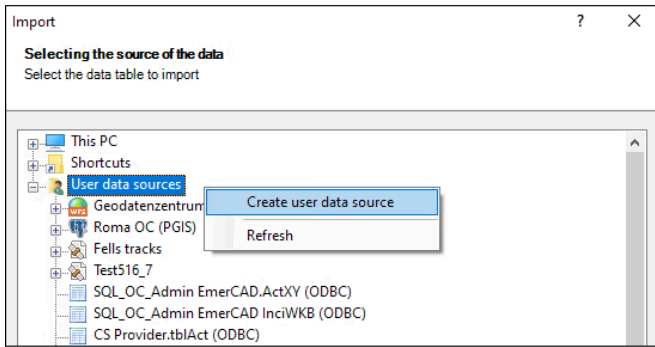 Import ?
Selecting the source of the data
Select the data table to import
This PC
Shortcuts
User data sources
Create user data source
Geodatenzentrum
WFS
Roma OC (PGIS)
Refresh
Fells tracks
Test516_7
SQL_OC_Admin EmerCAD.ActXY (ODBC)
SQL_OC_Admin EmerCAD InciWKB (ODBC)
CS Provider.tblAct (ODBC)